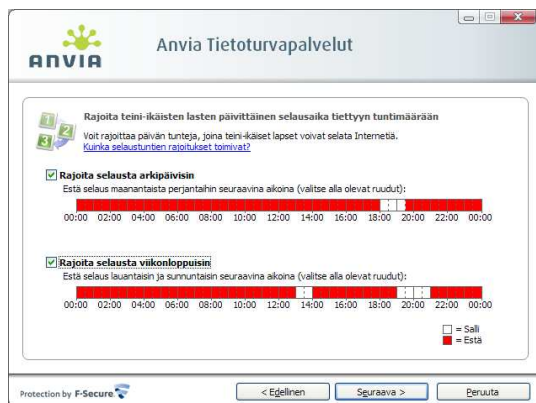 ANVIA
Anvia Tietoturvapalvelut
1
2
3
Rajoita teini-ikäisten lasten päivittäinen selausaika tiettyyn tuntimäärään
Voit rajoittaa päivän tunteja, joina teini-ikäiset lapset voivat selata Internetiä.
Kuinka selaustuntien rajoitukset toimivat?
Rajoita selausta arkipäivisin
Estä selaus maanantaista perjantaihin seuraavina aikoina (valitse alla olevat ruudut):
00:00 02:00 04:00 06:00 08:00 10:00 12:00 14:00 16:00 18:00 20:00 22:00 00:00
Rajoita selausta viikonloppuisin
Estä selaus lauantaisin ja sunnuntaisin seuraavina aikoina (valitse alla olevat ruudut):
00:00 02:00 04:00 06:00 08:00 10:00 12:00 14:00 16:00 18:00 20:00 22:00 00:00
= Salli
= Estä
Protection by F-Secure.
< Edellinen
Seuraava >
Peruuta